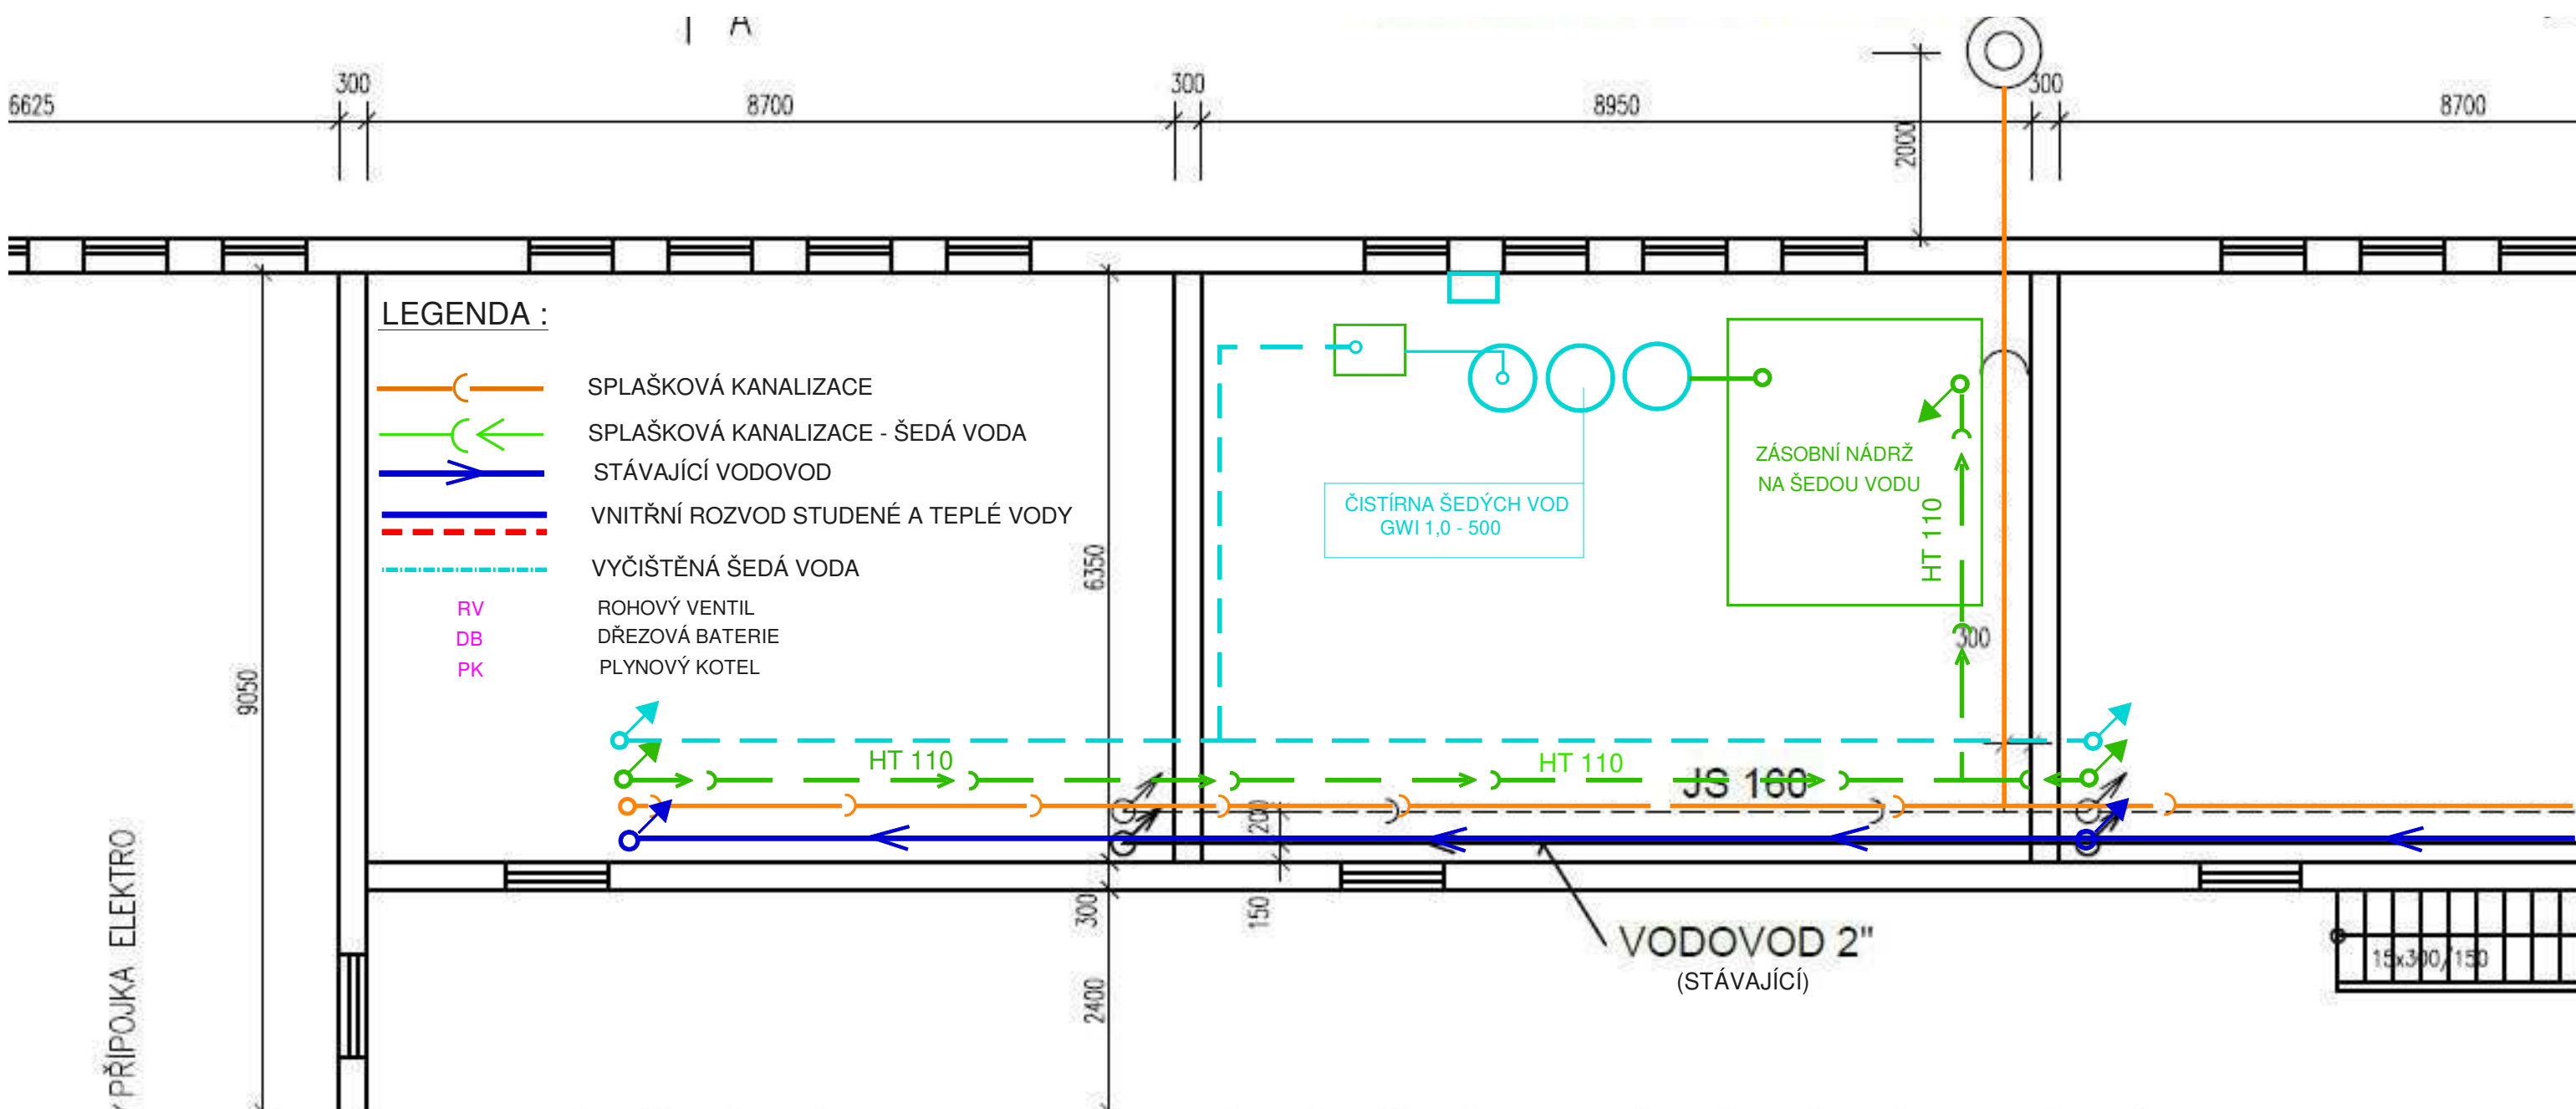 A
6625
300
8700
300
8950
300
8700
2000
LEGENDA :
SPLAŠKOVÁ KANALIZACE
SPLAŠKOVÁ KANALIZACE - ŠEDÁ VODA
STÁVAJÍCÍ VODOVOD
VNITŘNÍ ROZVOD STUDENÉ A TEPLÉ VODY
VYČIŠTĚNÁ ŠEDÁ VODA
RV ROHOVÝ VENTIL
DB DŘEZOVÁ BATERIE
PK PLYNOVÝ KOTEL
ČISTÍRNA ŠEDÝCH VOD
GWI 1,0 - 500
ZÁSOBNÍ NÁDRŽ
NA ŠEDOU VODU
HT 110
300
6350
9050
HT 110
HT 110
JS 160
200
150
300
2400
VODOVOD 2"
(STÁVAJÍCÍ)
15x300/150
PŘÍPOJKA ELEKTRO